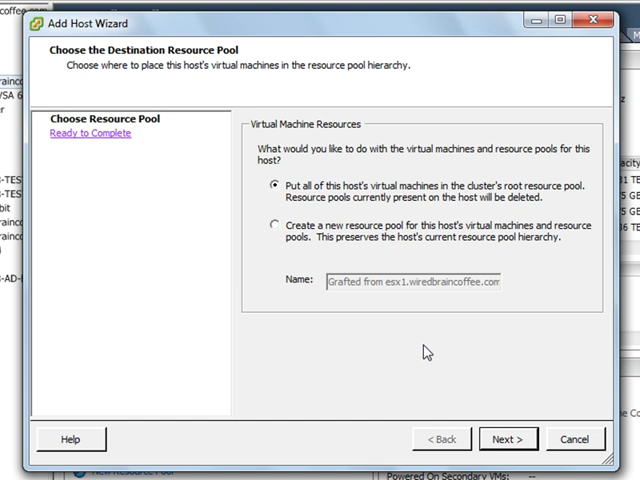 offee.com
Add Host Wizard
Choose the Destination Resource Pool
Choose where to place this host's virtual machines in the resource pool hierarchy.
Choose Resource Pool
Ready to Complete
Virtual Machine Resources
What would you like to do with the virtual machines and resource pools for this
host?
Put all of this host's virtual machines in the cluster's root resource pool.
Resource pools currently present on the host will be deleted.
Create a new resource pool for this host's virtual machines and resource
pools. This preserves the host's current resource pool hierarchy.
Name: Grafted from esx1.wiredbraincoffee.com
Help
< Back
Next >
Cancel
New Resource Pool
Powered On Secondary VMs: --